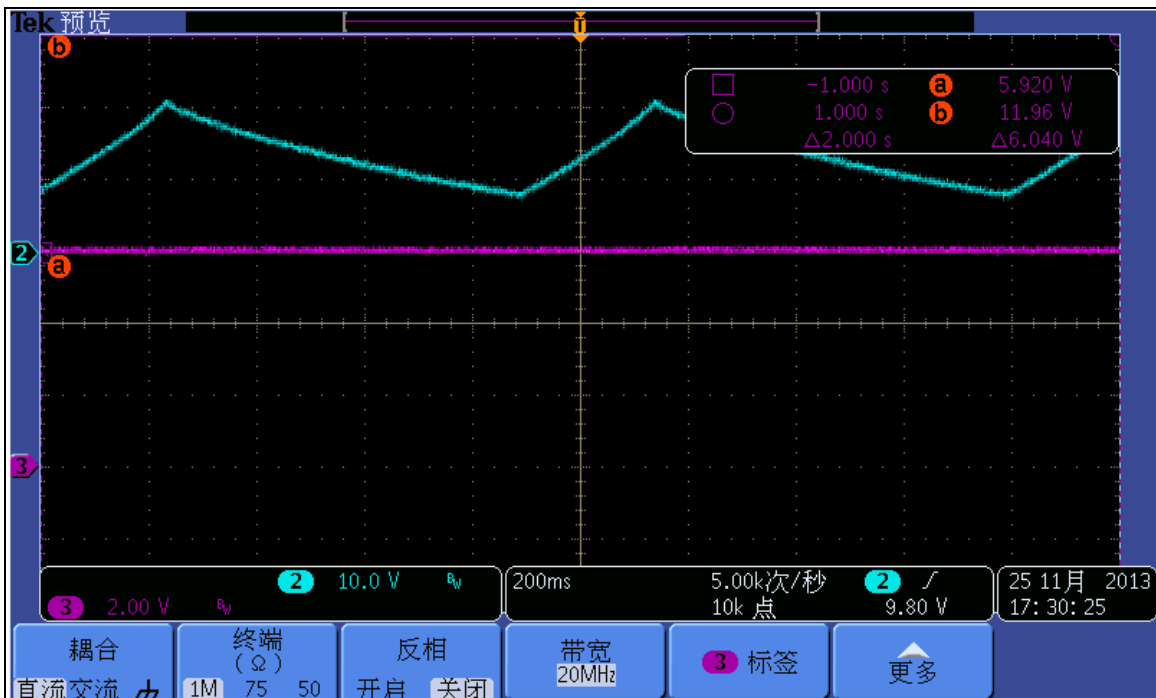 Tek 预览
T
b
-1.000 s a 5.920 V
1.000 s b 11.96 V
△2.000 s △6.040 V
2
a
3
2 10.0 V BW
3 2.00 V BW
200ms 5.00k次/秒 2
10k 点 9.80 V
25 11月 2013
17:30:25
耦合
直流 交流
终端
(Ω)
1M 75 50
反相
开启 关闭
带宽
20MHz
3 标签
更多